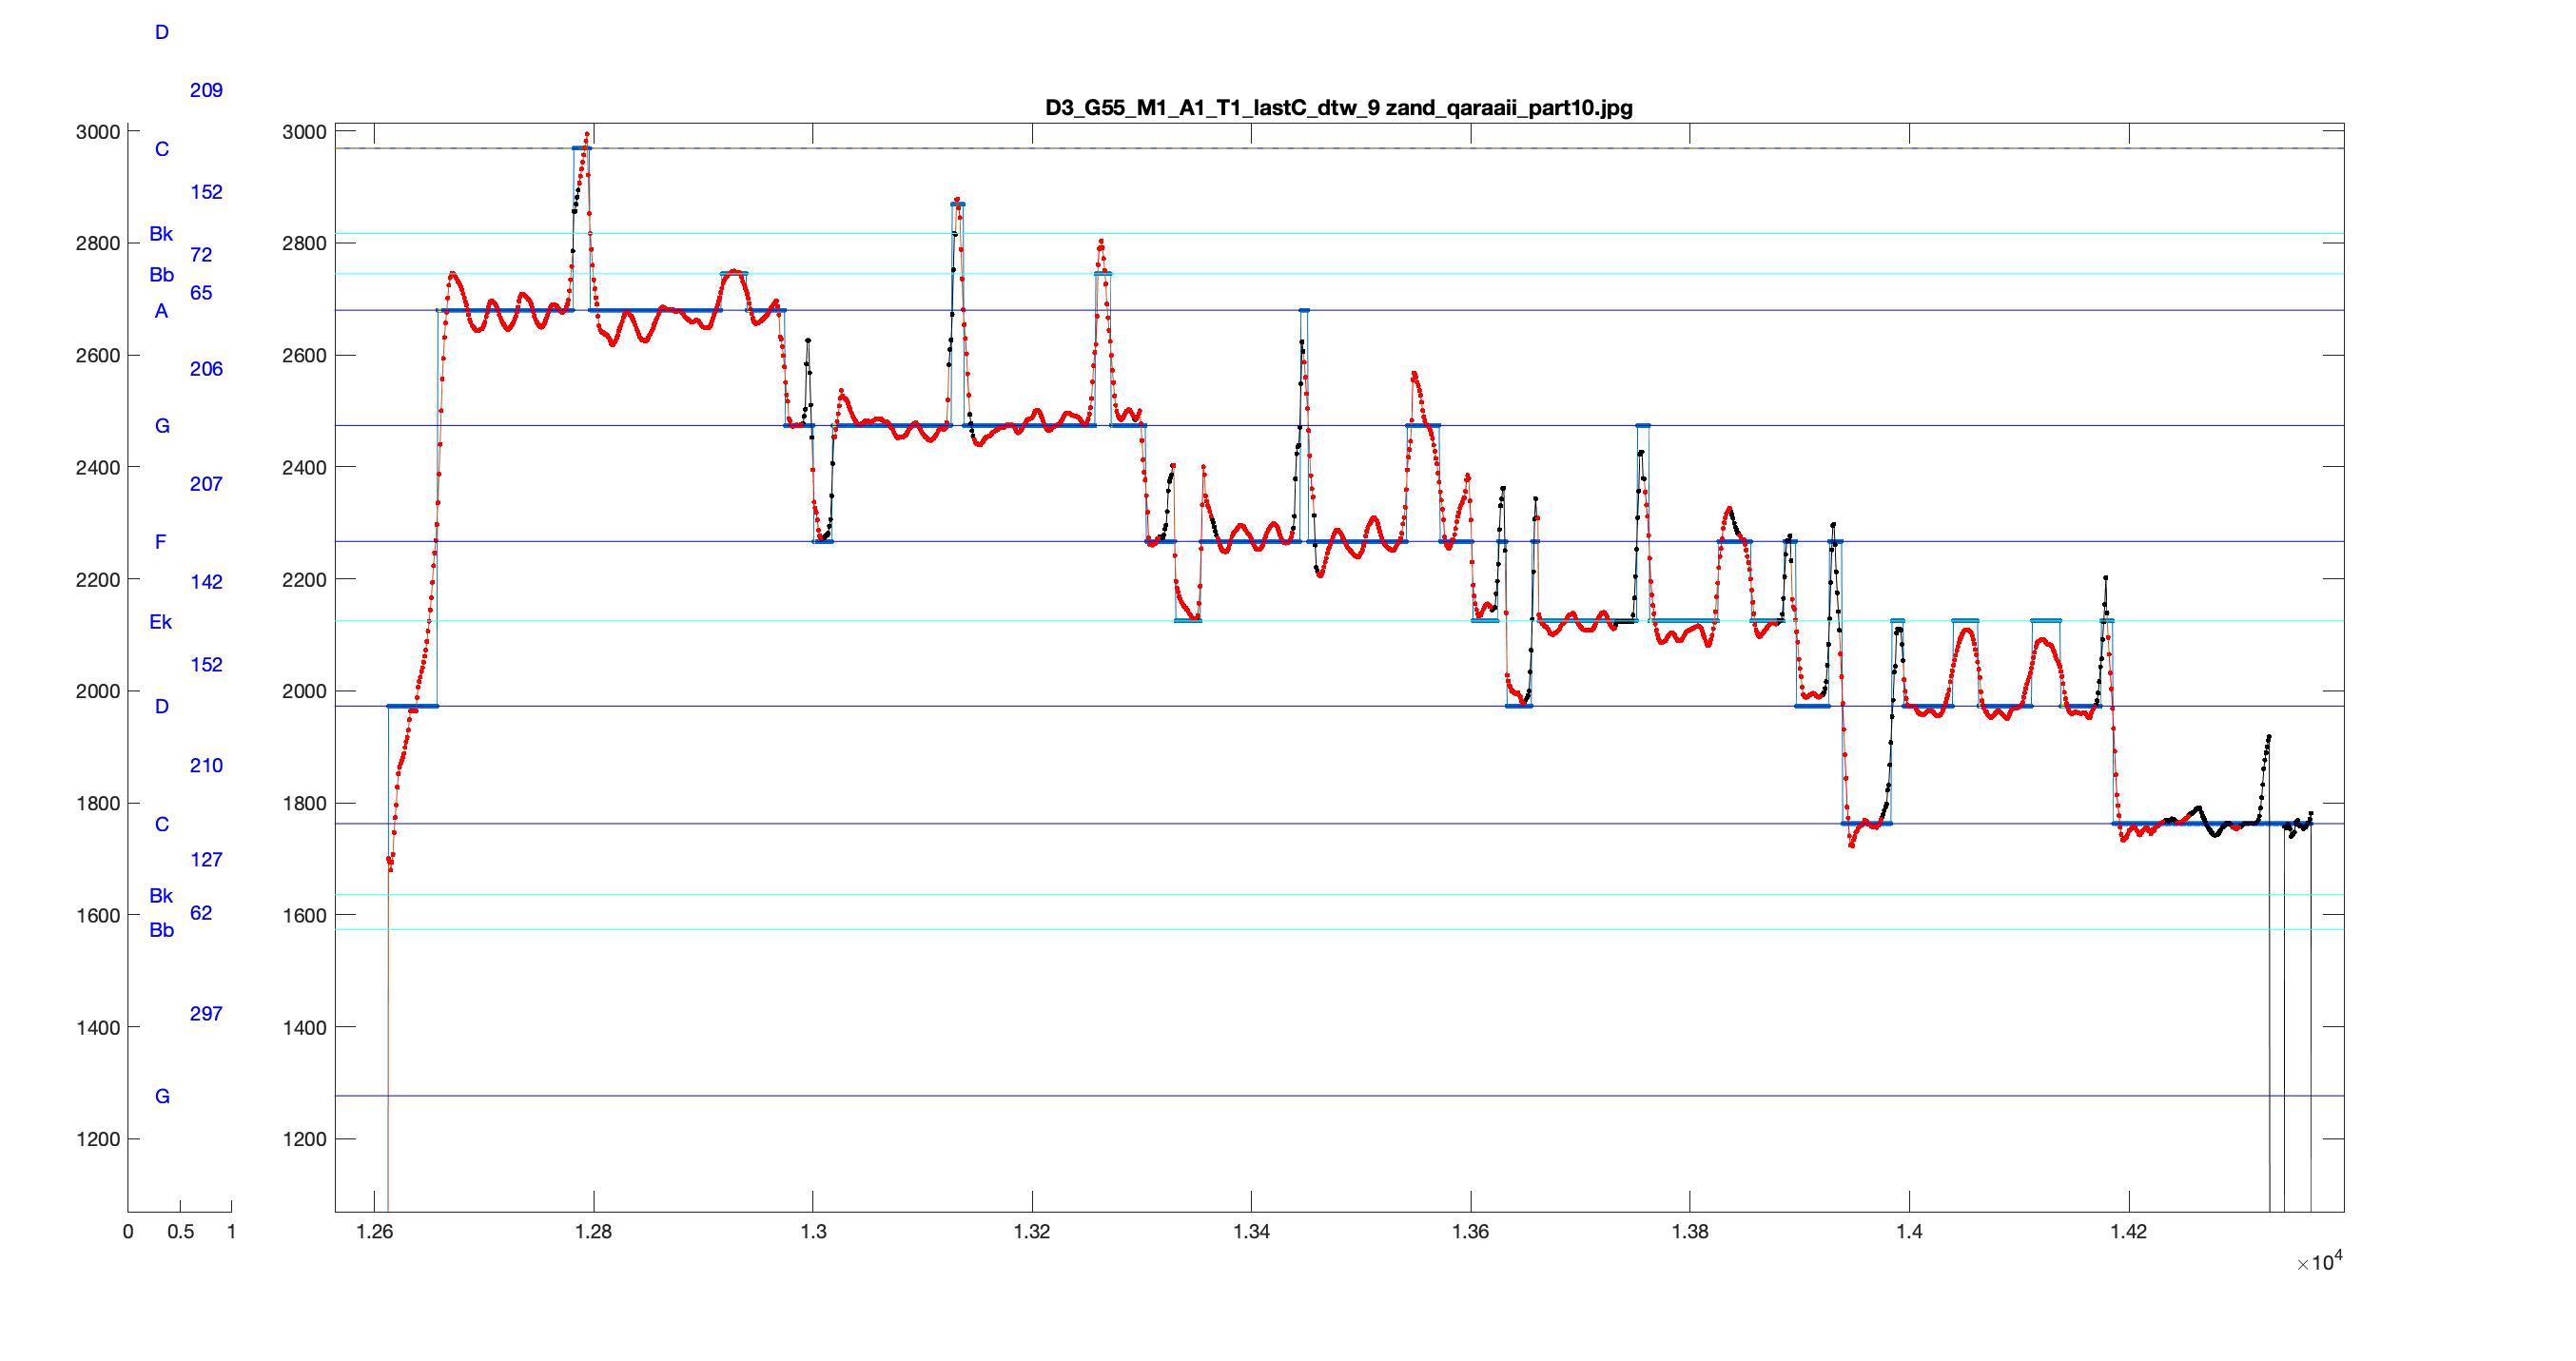 D
209
D3_G55_M1_A1_T1_lastC_dtw_9 zand_qaraaii_part10.jpg
3000 3000
C
152
Bk
2800 2800
72
Bb
65
A
2600 2600
206
G
2400 2400
207
F
2200 2200
142
Ek
152
2000 2000
D
210
1800 1800
C
127
Bk
1600 1600
62
Bb
1400 1400
297
G
1200 1200
0 0.5 1 1.26 1.28 1.3 1.32 1.34 1.36 1.38 1.4 1.42
×10⁴